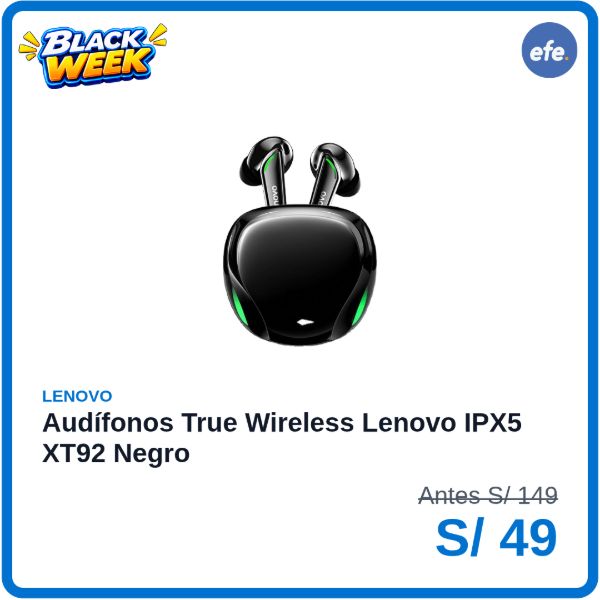 BLACK
WEEK
efe.
LENOVO
Audífonos True Wireless Lenovo IPX5
XT92 Negro
Antes S/ 149
S/ 49